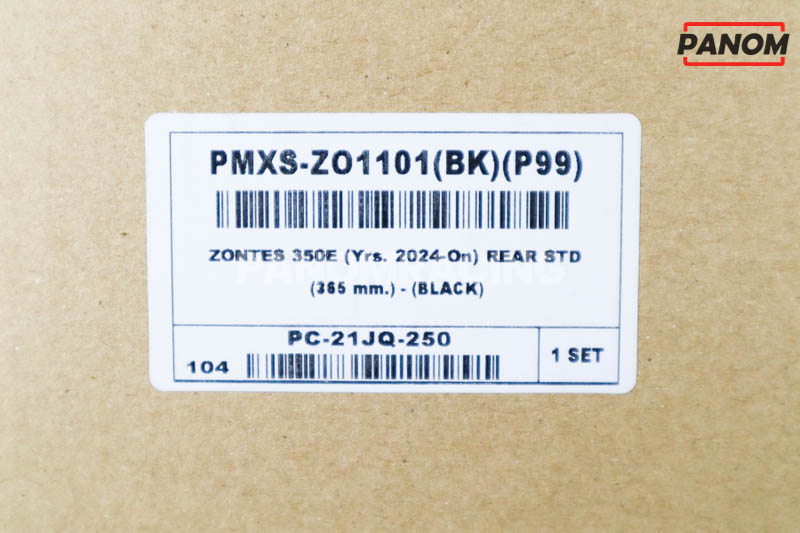 PANOM
PMXS-ZO1101(BK)(P99)
ZONTES 350E (Yrs. 2024-On) REAR STD
PANOMRACING
(365 mm.) - (BLACK)
PC-21JQ-250
104
1 SET